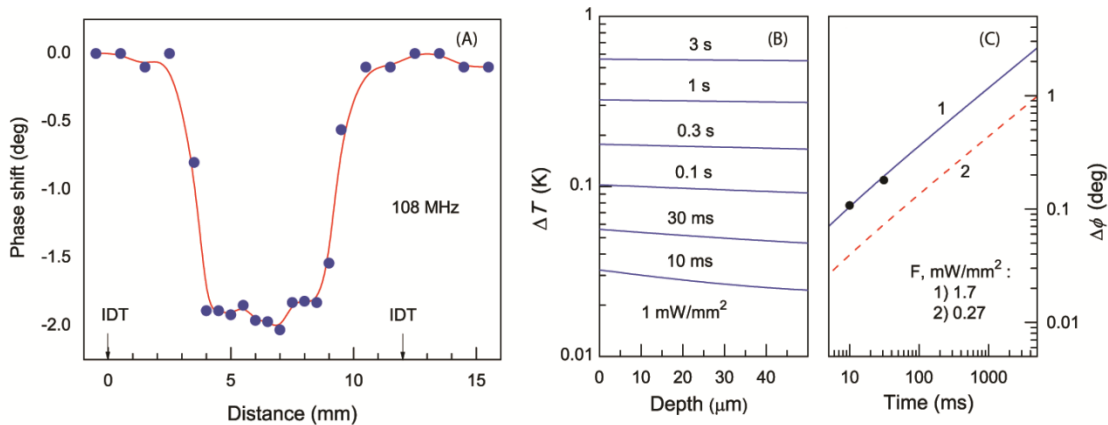 (A)
0.0
-0.5
-1.0
-1.5
-2.0
Phase shift (deg)
108 MHz
IDT
IDT
0
5
10
15
Distance (mm)
(B)
1
0.1
0.01
ΔT (K)
3 s
1 s
0.3 s
0.1 s
30 ms
10 ms
1 mW/mm²
0
20
40
Depth (μm)
(C)
1
2
F, mW/mm² :
1) 1.7
2) 0.27
1
0.1
0.01
Δϕ (deg)
10
100
1000
Time (ms)